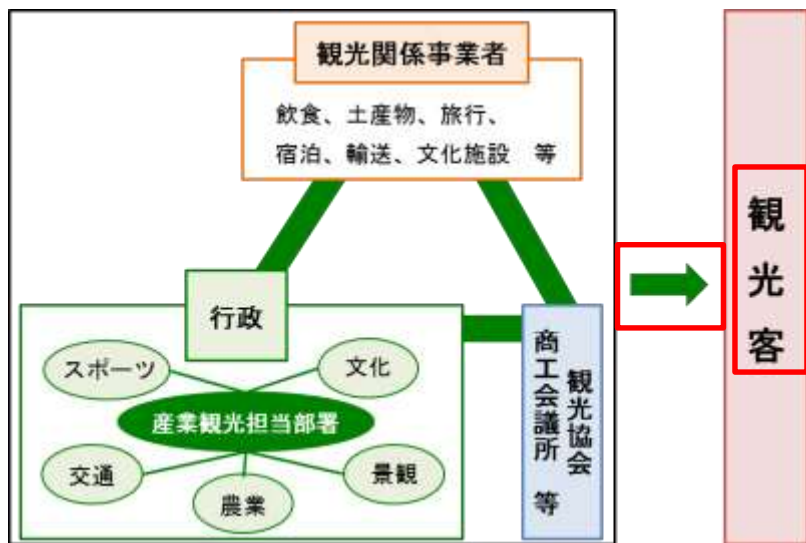 観光関係事業者
飲食、土産物、旅行、
宿泊、輸送、文化施設 等
行政
スポーツ
文化
産業観光担当部署
交通
農業
景観
観光協会
商工会議所 等
観光客